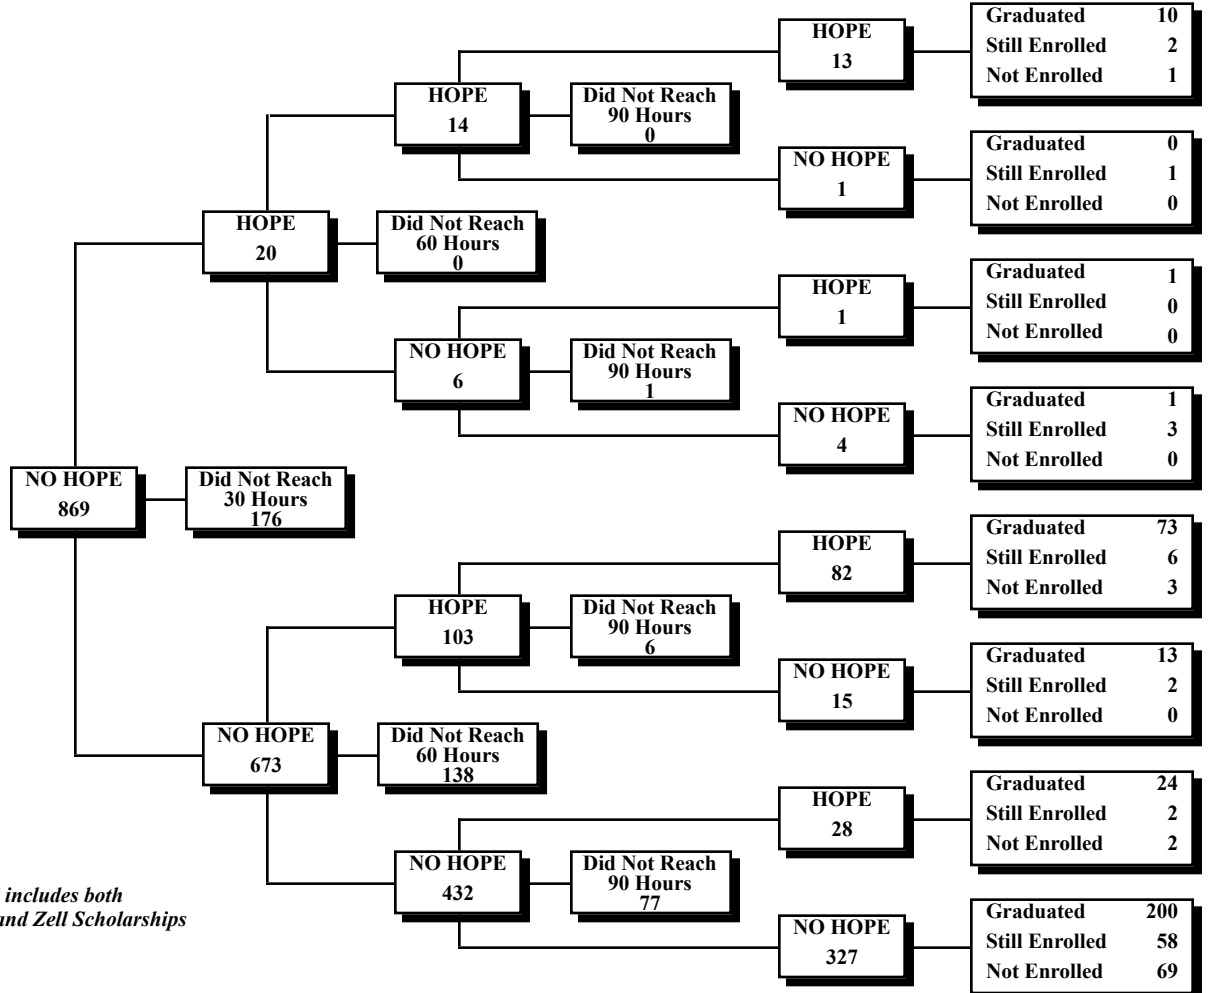 HOPE
13
Graduated 10
Still Enrolled 2
Not Enrolled 1
HOPE
14
Did Not Reach
90 Hours
0
NO HOPE
1
Graduated 0
Still Enrolled 1
Not Enrolled 0
HOPE
20
Did Not Reach
60 Hours
0
HOPE
1
Graduated 1
Still Enrolled 0
Not Enrolled 0
NO HOPE
6
Did Not Reach
90 Hours
1
NO HOPE
4
Graduated 1
Still Enrolled 3
Not Enrolled 0
NO HOPE
869
Did Not Reach
30 Hours
176
HOPE
82
Graduated 73
Still Enrolled 6
Not Enrolled 3
HOPE
103
Did Not Reach
90 Hours
6
NO HOPE
15
Graduated 13
Still Enrolled 2
Not Enrolled 0
NO HOPE
673
Did Not Reach
60 Hours
138
HOPE
28
Graduated 24
Still Enrolled 2
Not Enrolled 2
NO HOPE
432
Did Not Reach
90 Hours
77
NO HOPE
327
Graduated 200
Still Enrolled 58
Not Enrolled 69
includes both
and Zell Scholarships